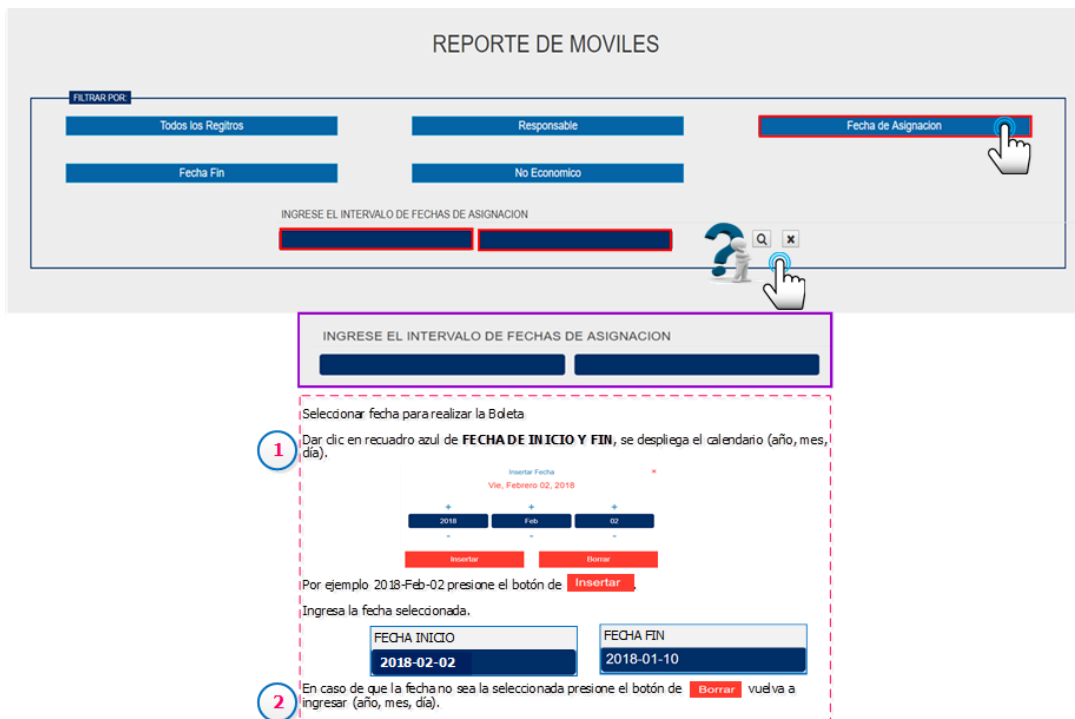 REPORTE DE MOVILES
FILTRAR POR:
Todos los Regitros
Responsable
Fecha de Asignacion
Fecha Fin
No Economico
INGRESE EL INTERVALO DE FECHAS DE ASIGNACION
INGRESE EL INTERVALO DE FECHAS DE ASIGNACION
Seleccionar fecha para realizar la Boleta
1
Dar clic en recuadro azul de FECHA DE INICIO Y FIN, se despliega el calendario (año, mes,
día).
Insertar Fecha
×
Vie, Febrero 02, 2018
+ + +
2018 Feb 02
- - -
Insertar Borrar
Por ejemplo 2018-Feb-02 presione el botón de Insertar .
Ingresa la fecha seleccionada.
FECHA INICIO
2018-02-02
FECHA FIN
2018-01-10
2
En caso de que la fecha no sea la seleccionada presione el botón de Borrar vuelva a
ingresar (año, mes, día).